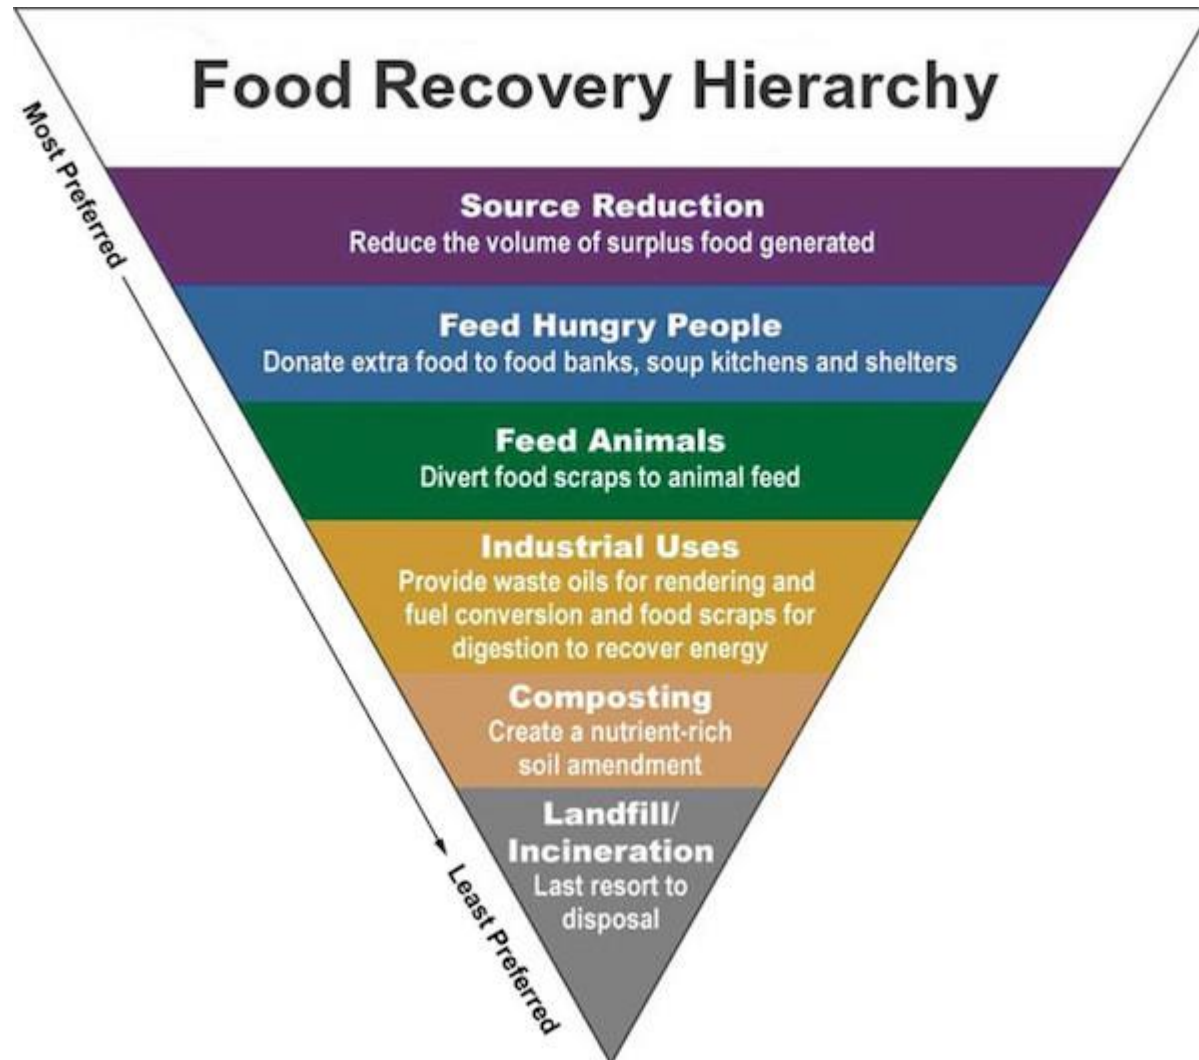 Food Recovery Hierarchy
Most Preferred
Source Reduction
Reduce the volume of surplus food generated
Feed Hungry People
Donate extra food to food banks, soup kitchens and shelters
Feed Animals
Divert food scraps to animal feed
Industrial Uses
Provide waste oils for rendering and
fuel conversion and food scraps for
digestion to recover energy
Composting
Create a nutrient-rich
soil amendment
Landfill/
Incineration
Last resort to
disposal
Least Preferred